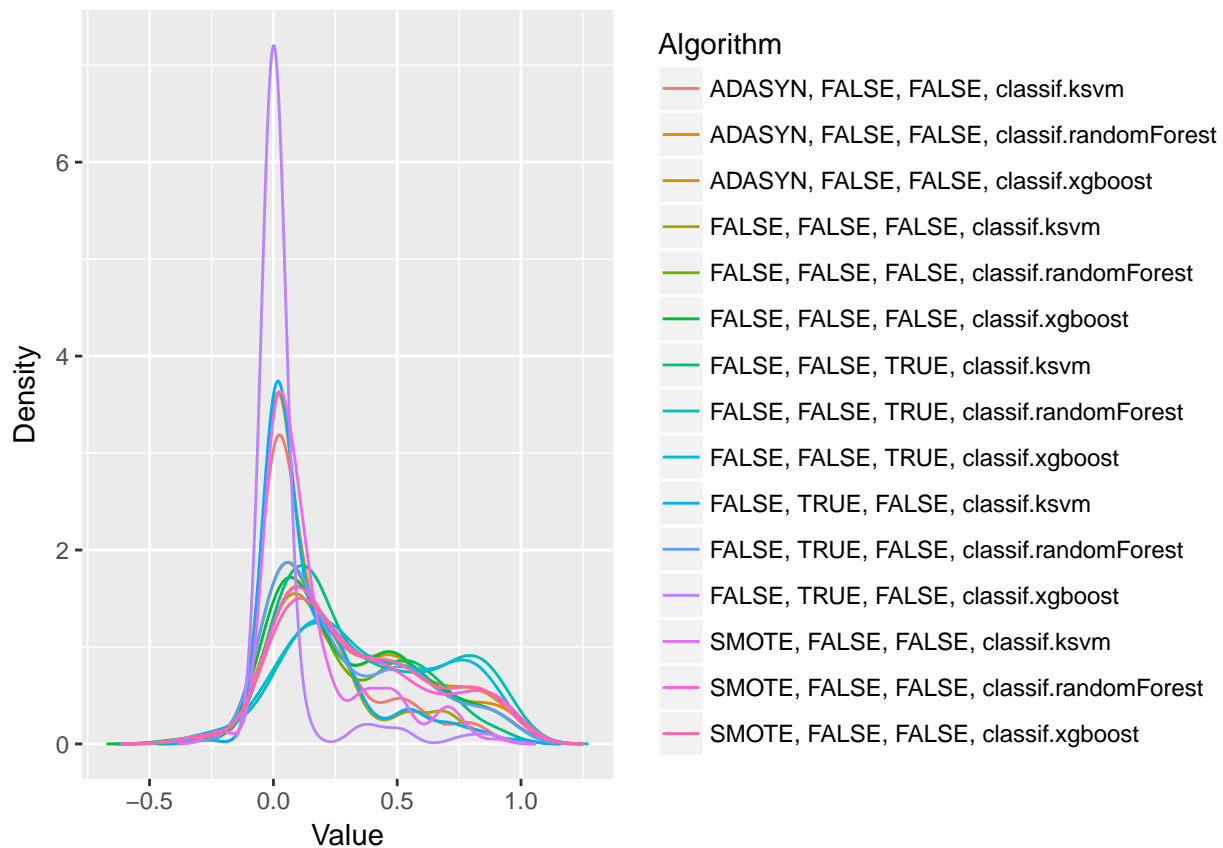 Algorithm
ADASYN, FALSE, FALSE, classif.ksvm
ADASYN, FALSE, FALSE, classif.randomForest
ADASYN, FALSE, FALSE, classif.xgboost
FALSE, FALSE, FALSE, classif.ksvm
FALSE, FALSE, FALSE, classif.randomForest
FALSE, FALSE, FALSE, classif.xgboost
FALSE, FALSE, TRUE, classif.ksvm
FALSE, FALSE, TRUE, classif.randomForest
FALSE, FALSE, TRUE, classif.xgboost
FALSE, TRUE, FALSE, classif.ksvm
FALSE, TRUE, FALSE, classif.randomForest
FALSE, TRUE, FALSE, classif.xgboost
SMOTE, FALSE, FALSE, classif.ksvm
SMOTE, FALSE, FALSE, classif.randomForest
SMOTE, FALSE, FALSE, classif.xgboost
Density
6
4
2
0
−0.5 0.0 0.5 1.0
Value